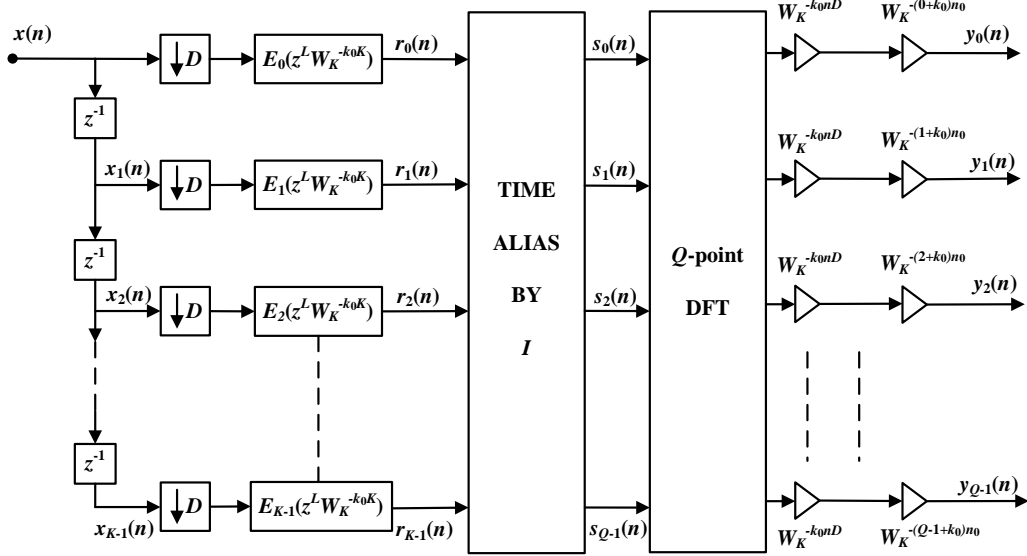 x(n)
↓D
E₀(z^L W_K^{-k₀K})
r₀(n)
s₀(n)
W_K^{-k₀nD}
W_K^{-(0+k₀)n₀}
y₀(n)
z⁻¹
x₁(n)
↓D
E₁(z^L W_K^{-k₀K})
r₁(n)
s₁(n)
W_K^{-k₀nD}
W_K^{-(1+k₀)n₀}
y₁(n)
z⁻¹
x₂(n)
↓D
E₂(z^L W_K^{-k₀K})
r₂(n)
s₂(n)
W_K^{-k₀nD}
W_K^{-(2+k₀)n₀}
y₂(n)
TIME
ALIAS
BY
I
Q-point
DFT
z⁻¹
x_{K-1}(n)
↓D
E_{K-1}(z^L W_K^{-k₀K})
r_{K-1}(n)
s_{Q-1}(n)
W_K^{-k₀nD}
W_K^{-(Q-1+k₀)n₀}
y_{Q-1}(n)